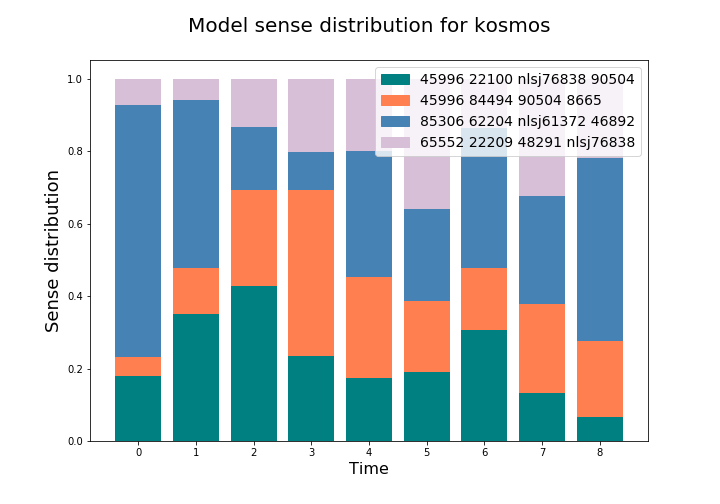 Model sense distribution for kosmos
45996 22100 nlsj76838 90504
45996 84494 90504 8665
85306 62204 nlsj61372 46892
65552 22209 48291 nlsj76838
Sense distribution
1.0
0.8
0.6
0.4
0.2
0.0
0 1 2 3 4 5 6 7 8
Time